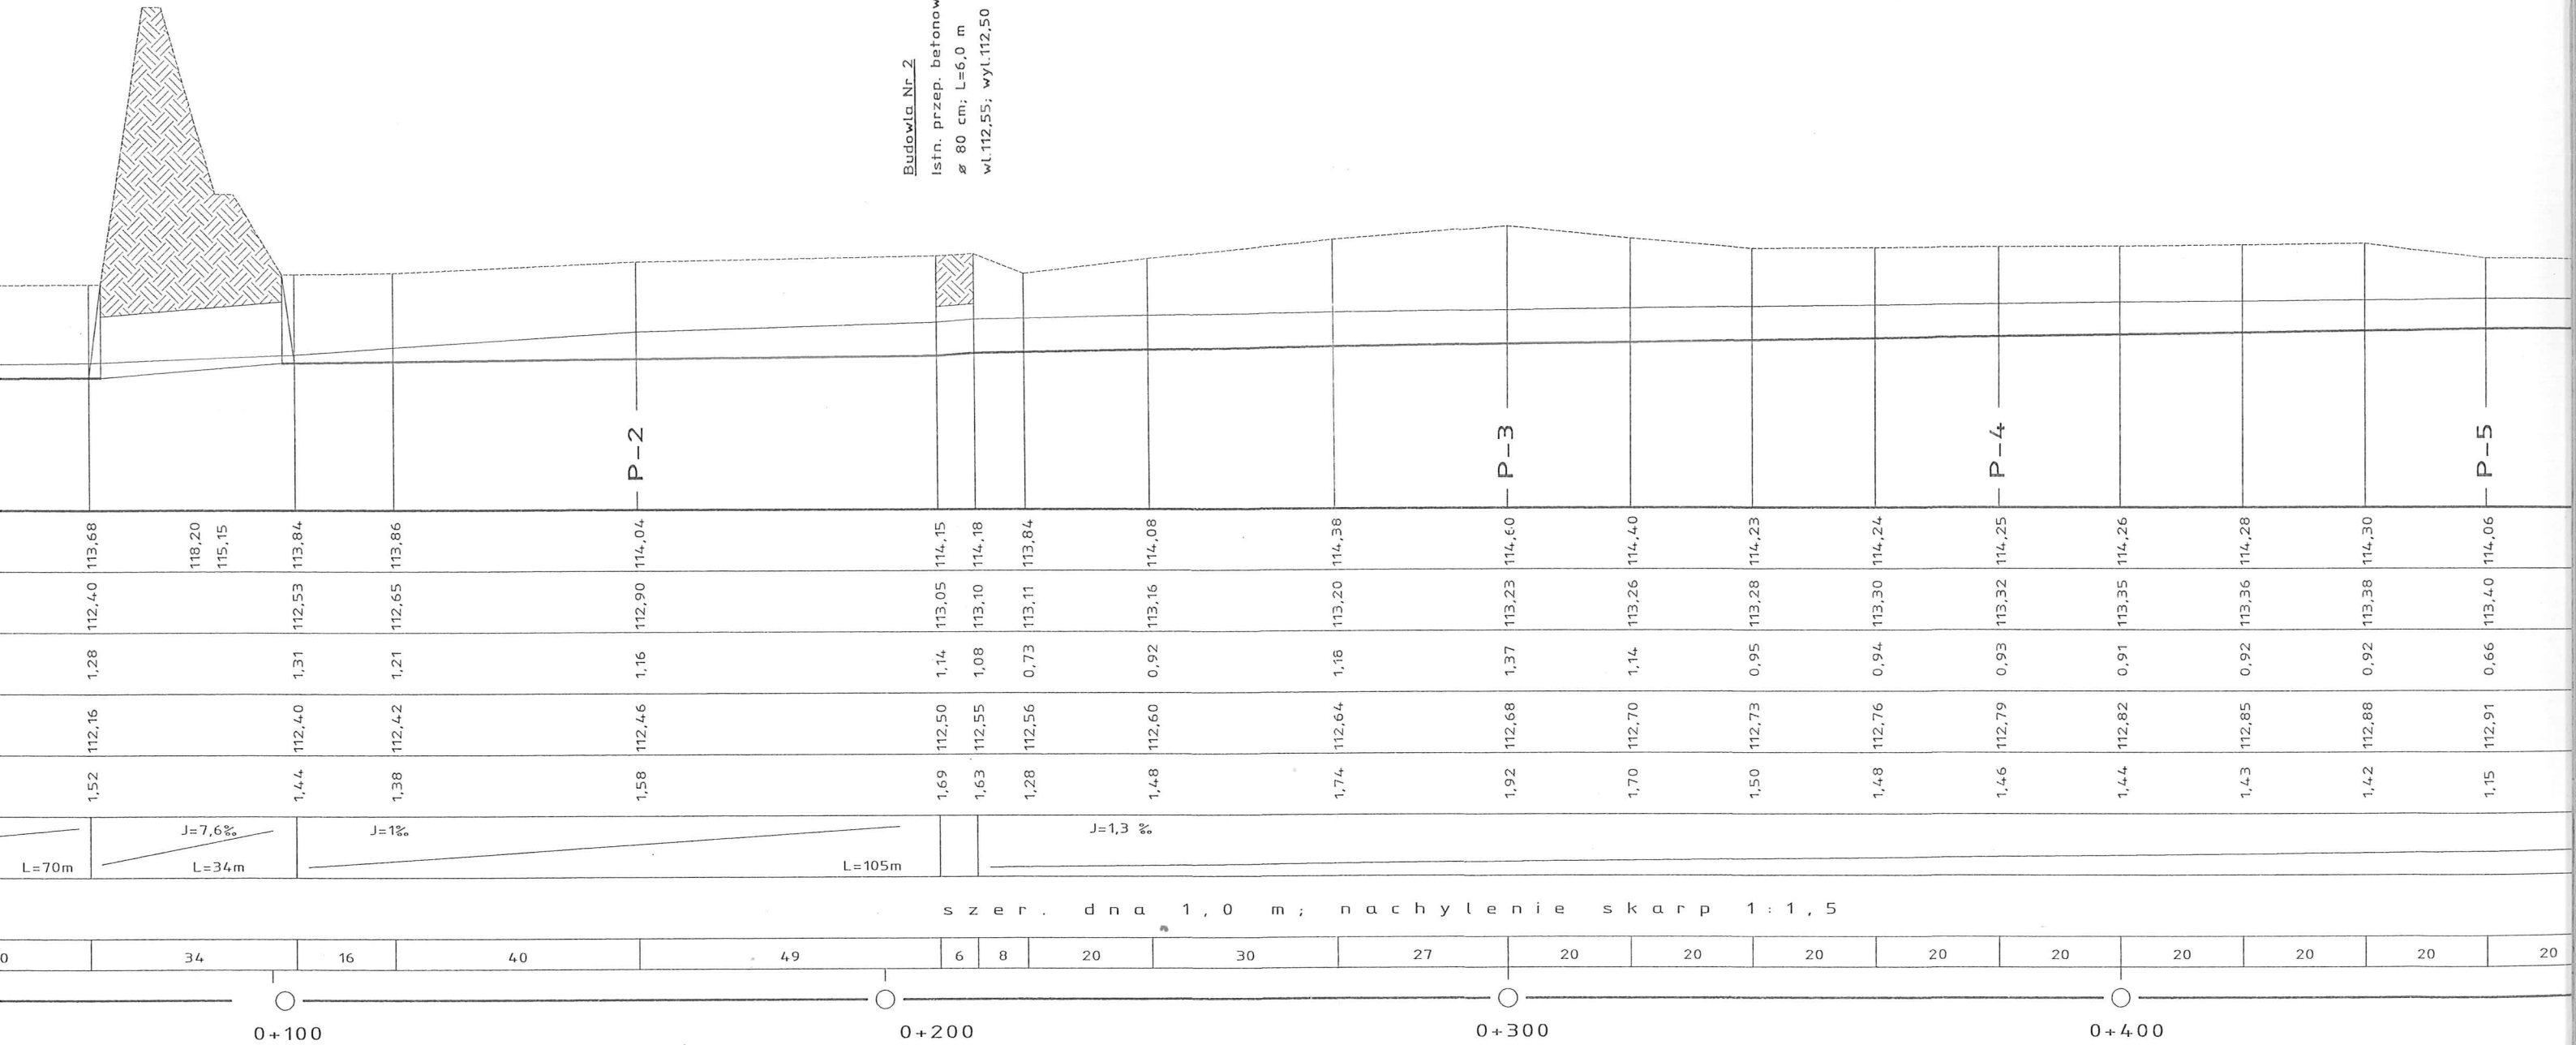 Budowla Nr 2
Istn. przep. betonow
ø 80 cm; L=6,0 m
wl.112,55; wyl.112,50
P-2
P-3
P-4
P-5
113,68 118,20 115,15 113,84 113,86 114,04 114,15 114,18 113,84 114,08 114,38 114,60 114,40 114,23 114,24 114,25 114,26 114,28 114,30 114,06
112,40 112,53 112,65 112,90 113,05 113,10 113,11 113,16 113,20 113,23 113,26 113,28 113,30 113,32 113,35 113,36 113,38 113,40
1,28 1,31 1,21 1,16 1,14 1,08 0,73 0,92 1,18 1,37 1,14 0,95 0,94 0,93 0,91 0,92 0,92 0,66
112,16 112,40 112,42 112,46 112,50 112,55 112,56 112,60 112,64 112,68 112,70 112,73 112,76 112,79 112,82 112,85 112,88 112,91
1,52 1,44 1,38 1,58 1,69 1,63 1,28 1,48 1,74 1,92 1,70 1,50 1,48 1,46 1,44 1,43 1,42 1,15
J=7,6‰ J=1‰ J=1,3 ‰
L=70m L=34m L=105m
szer. dna 1,0 m; nachylenie skarp 1:1,5
0 34 16 40 49 6 8 20 30 27 20 20 20 20 20 20 20 20 20
0+100 0+200 0+300 0+400